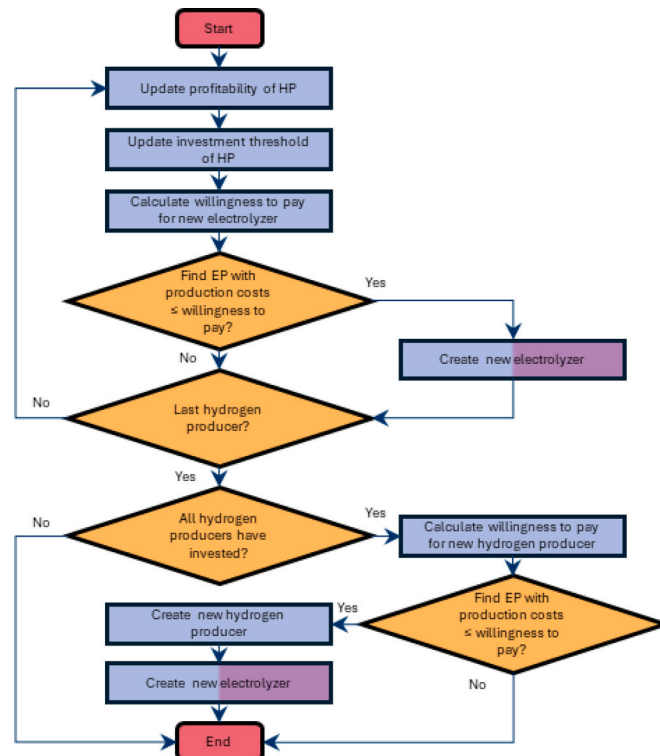 Start
Update profitability of HP
Update investment threshold
of HP
Calculate willingness to pay
for new electrolyzer
Find EP with
production costs
≤ willingness to
pay?
Yes
Create new electrolyzer
No
No
Last hydrogen
producer?
Yes
No
All hydrogen
producers have
invested?
Yes
Calculate willingness to pay
for new hydrogen producer
Find EP with
production costs
≤ willingness to
pay?
Yes
Create new hydrogen
producer
Create new electrolyzer
No
End